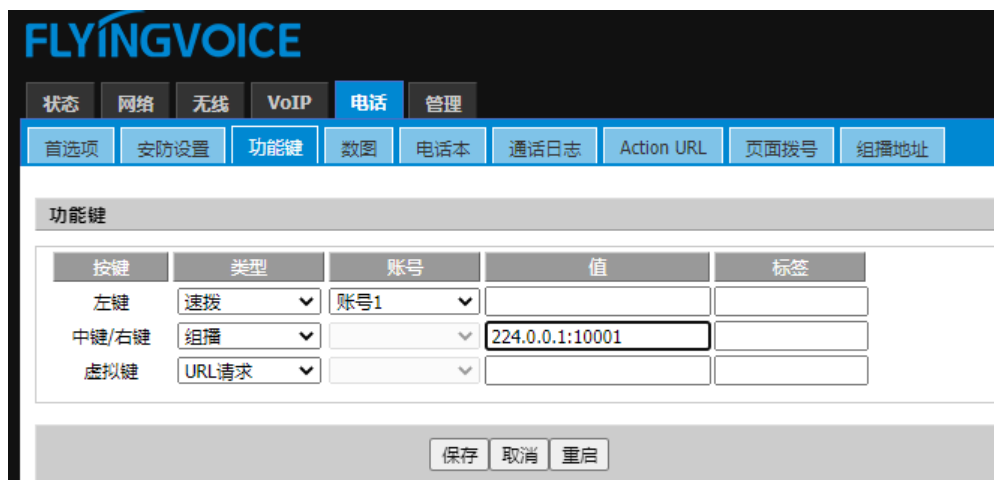 FLYINGVOICE
状态 网络 无线 VoIP 电话 管理
首选项 安防设置 功能键 数图 电话本 通话日志 Action URL 页面拨号 组播地址
功能键
按键 类型 账号 值 标签
左键 速拨 账号1
中键/右键 组播 224.0.0.1:10001
虚拟键 URL请求
保存 取消 重启